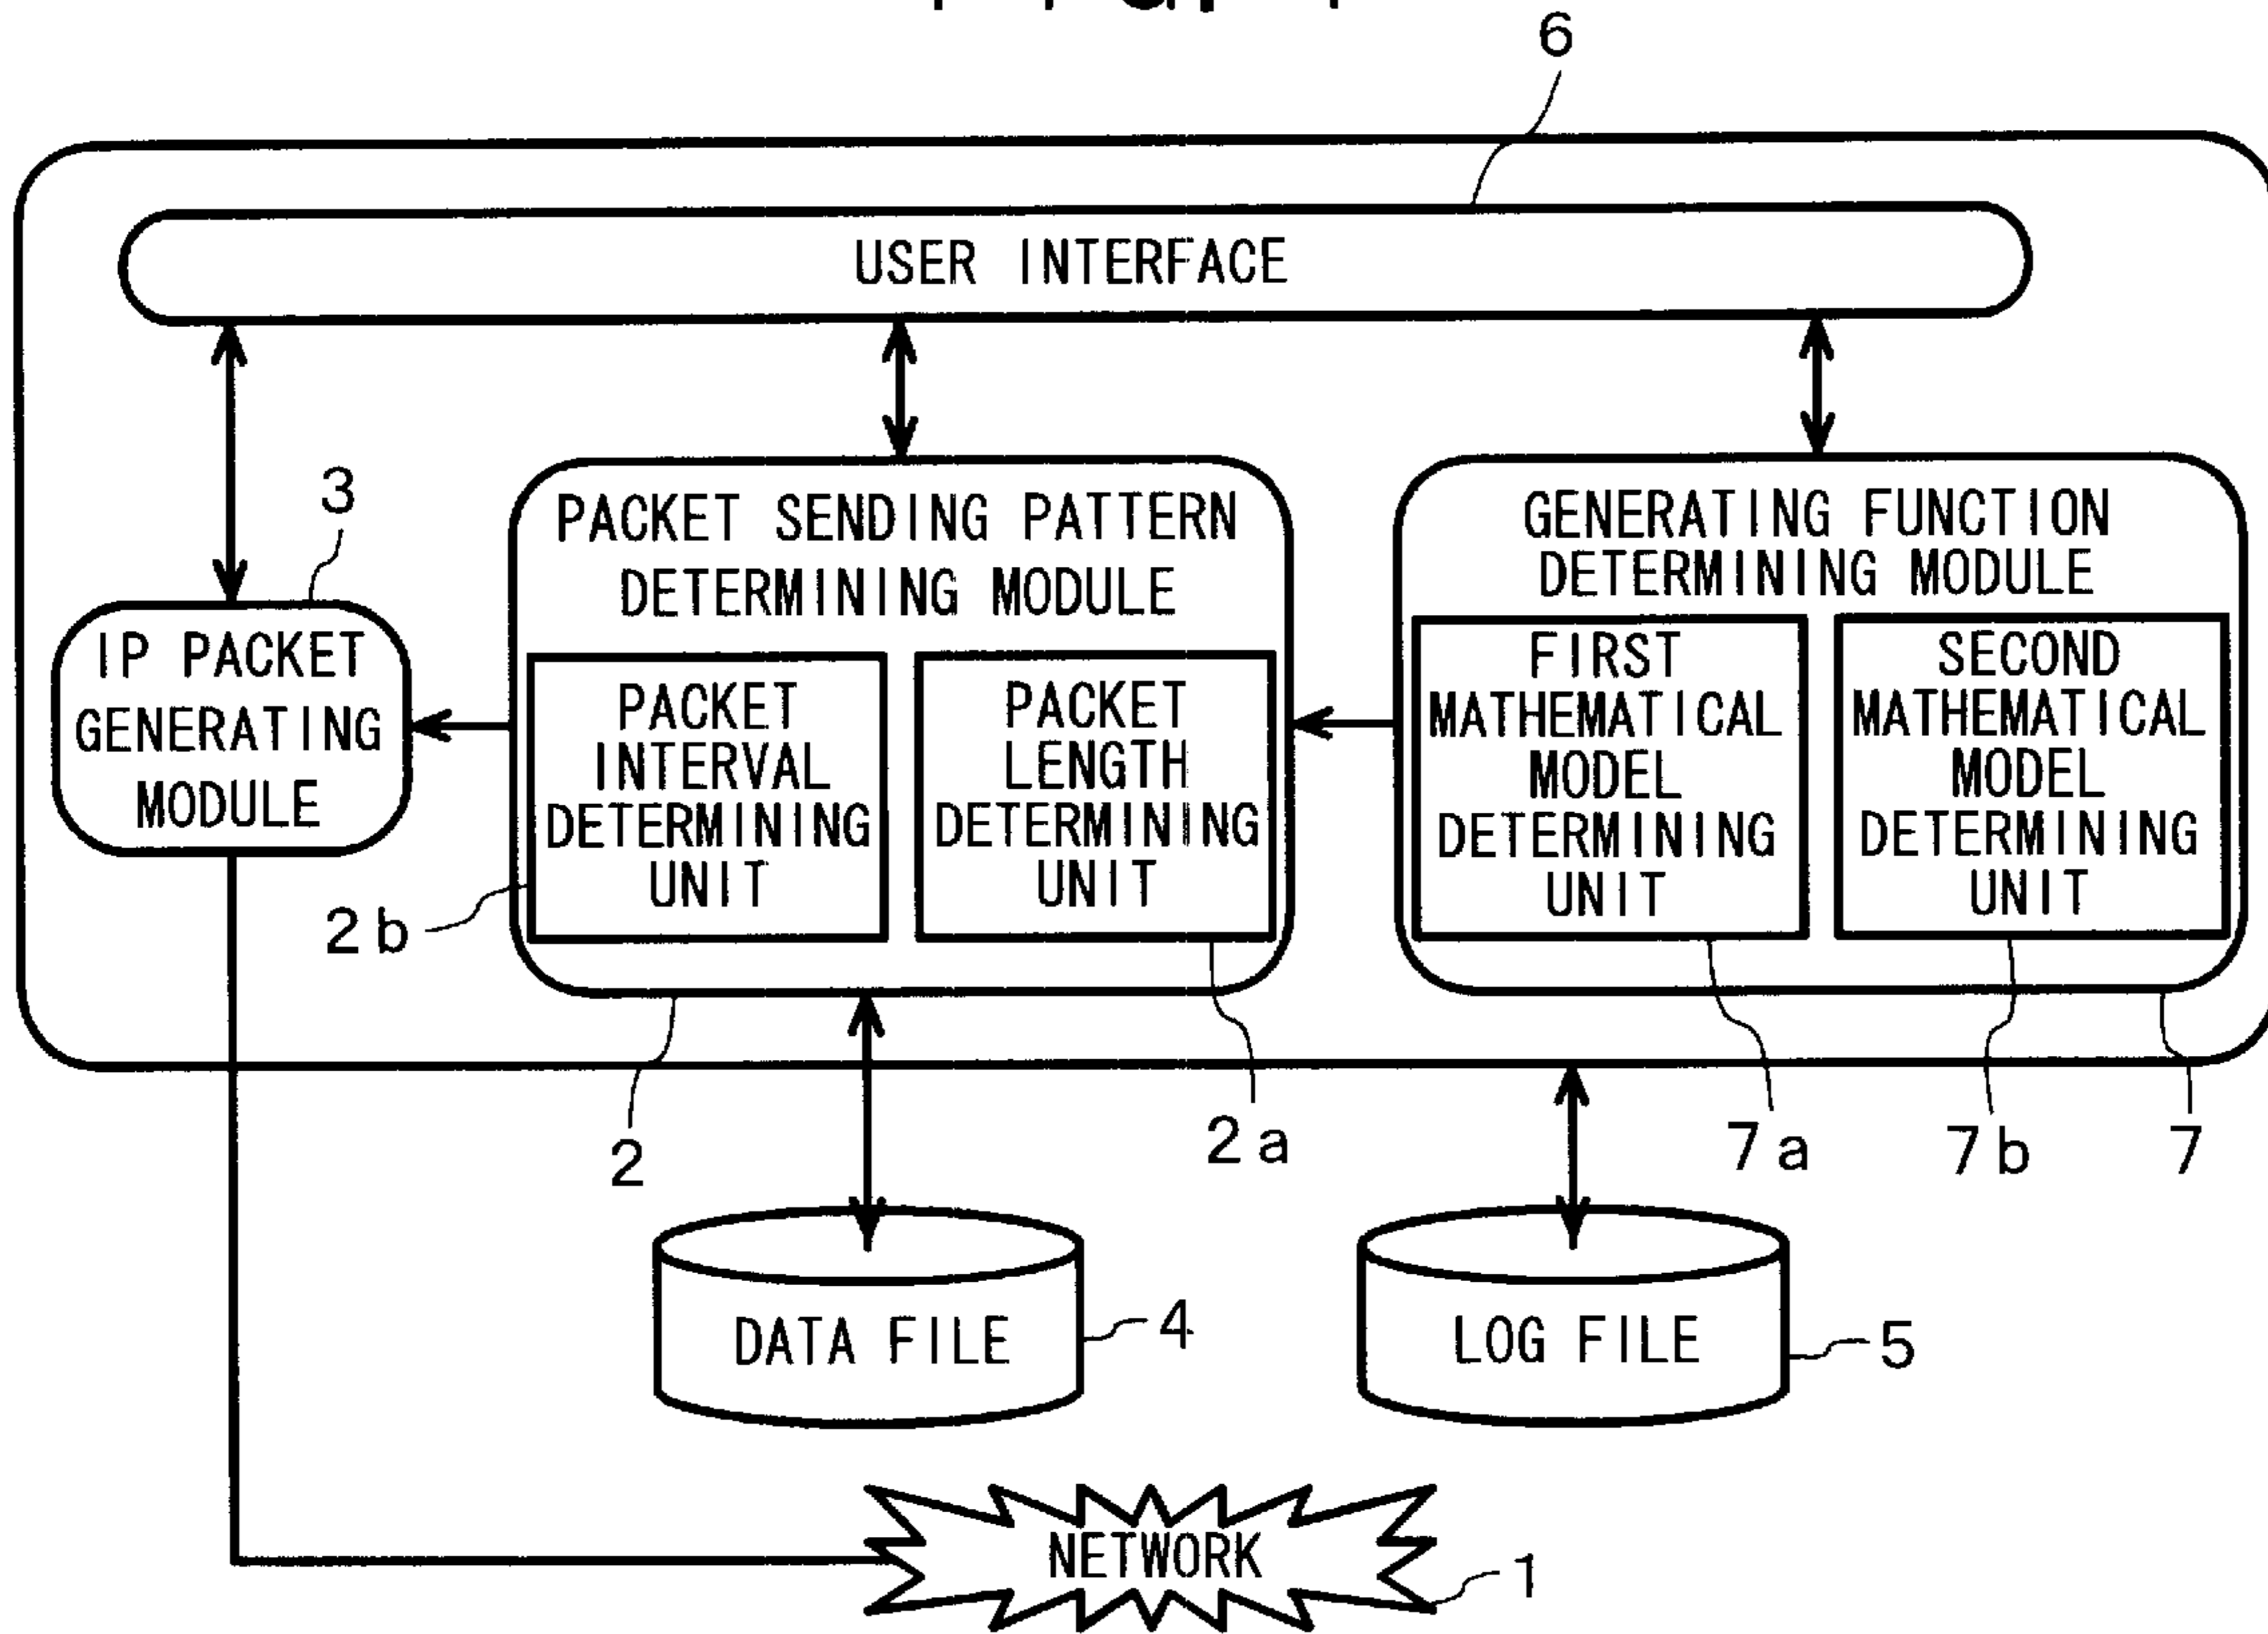 6
USER INTERFACE
3
PACKET SENDING PATTERN
DETERMINING MODULE
GENERATING FUNCTION
DETERMINING MODULE
IP PACKET
GENERATING
MODULE
PACKET
INTERVAL
DETERMINING
UNIT
PACKET
LENGTH
DETERMINING
UNIT
FIRST
MATHEMATICAL
MODEL
DETERMINING
UNIT
SECOND
MATHEMATICAL
MODEL
DETERMINING
UNIT
2b
2
2a
7a
7b
7
DATA FILE
4
LOG FILE
5
NETWORK
1